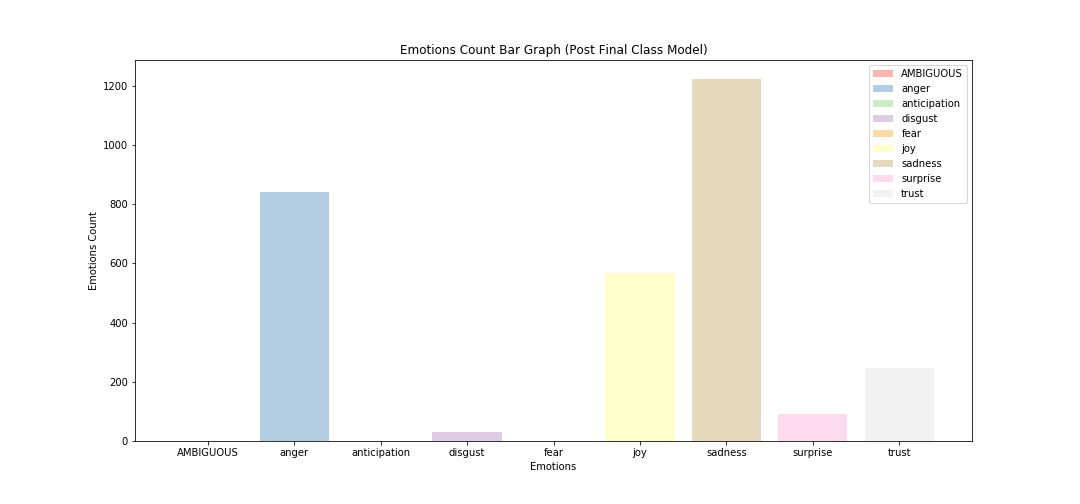 Emotions Count Bar Graph (Post Final Class Model)
AMBIGUOUS
anger
anticipation
disgust
fear
joy
sadness
surprise
trust
1200
1000
800
600
400
200
0
Emotions Count
AMBIGUOUS anger anticipation disgust fear joy sadness surprise trust
Emotions